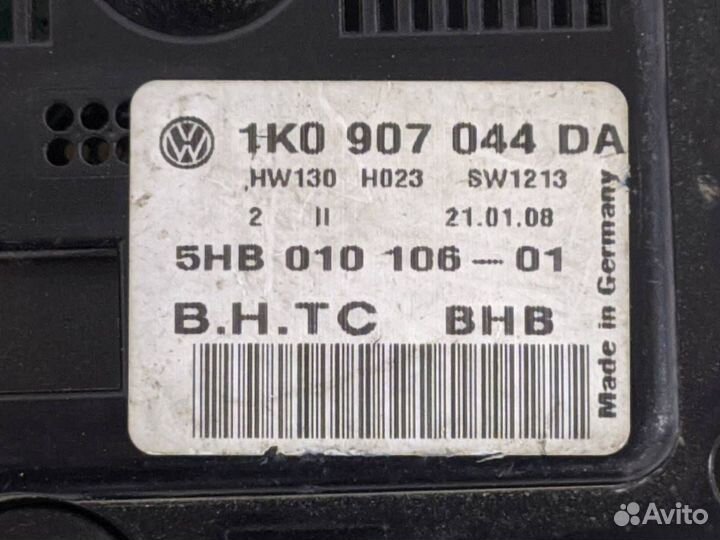 VW 1K0 907 044 DA
HW130 H023 SW1213
2 II 21.01.08
5HB 010 106-01
B.H.TC BHB
Made in Germany
Avito